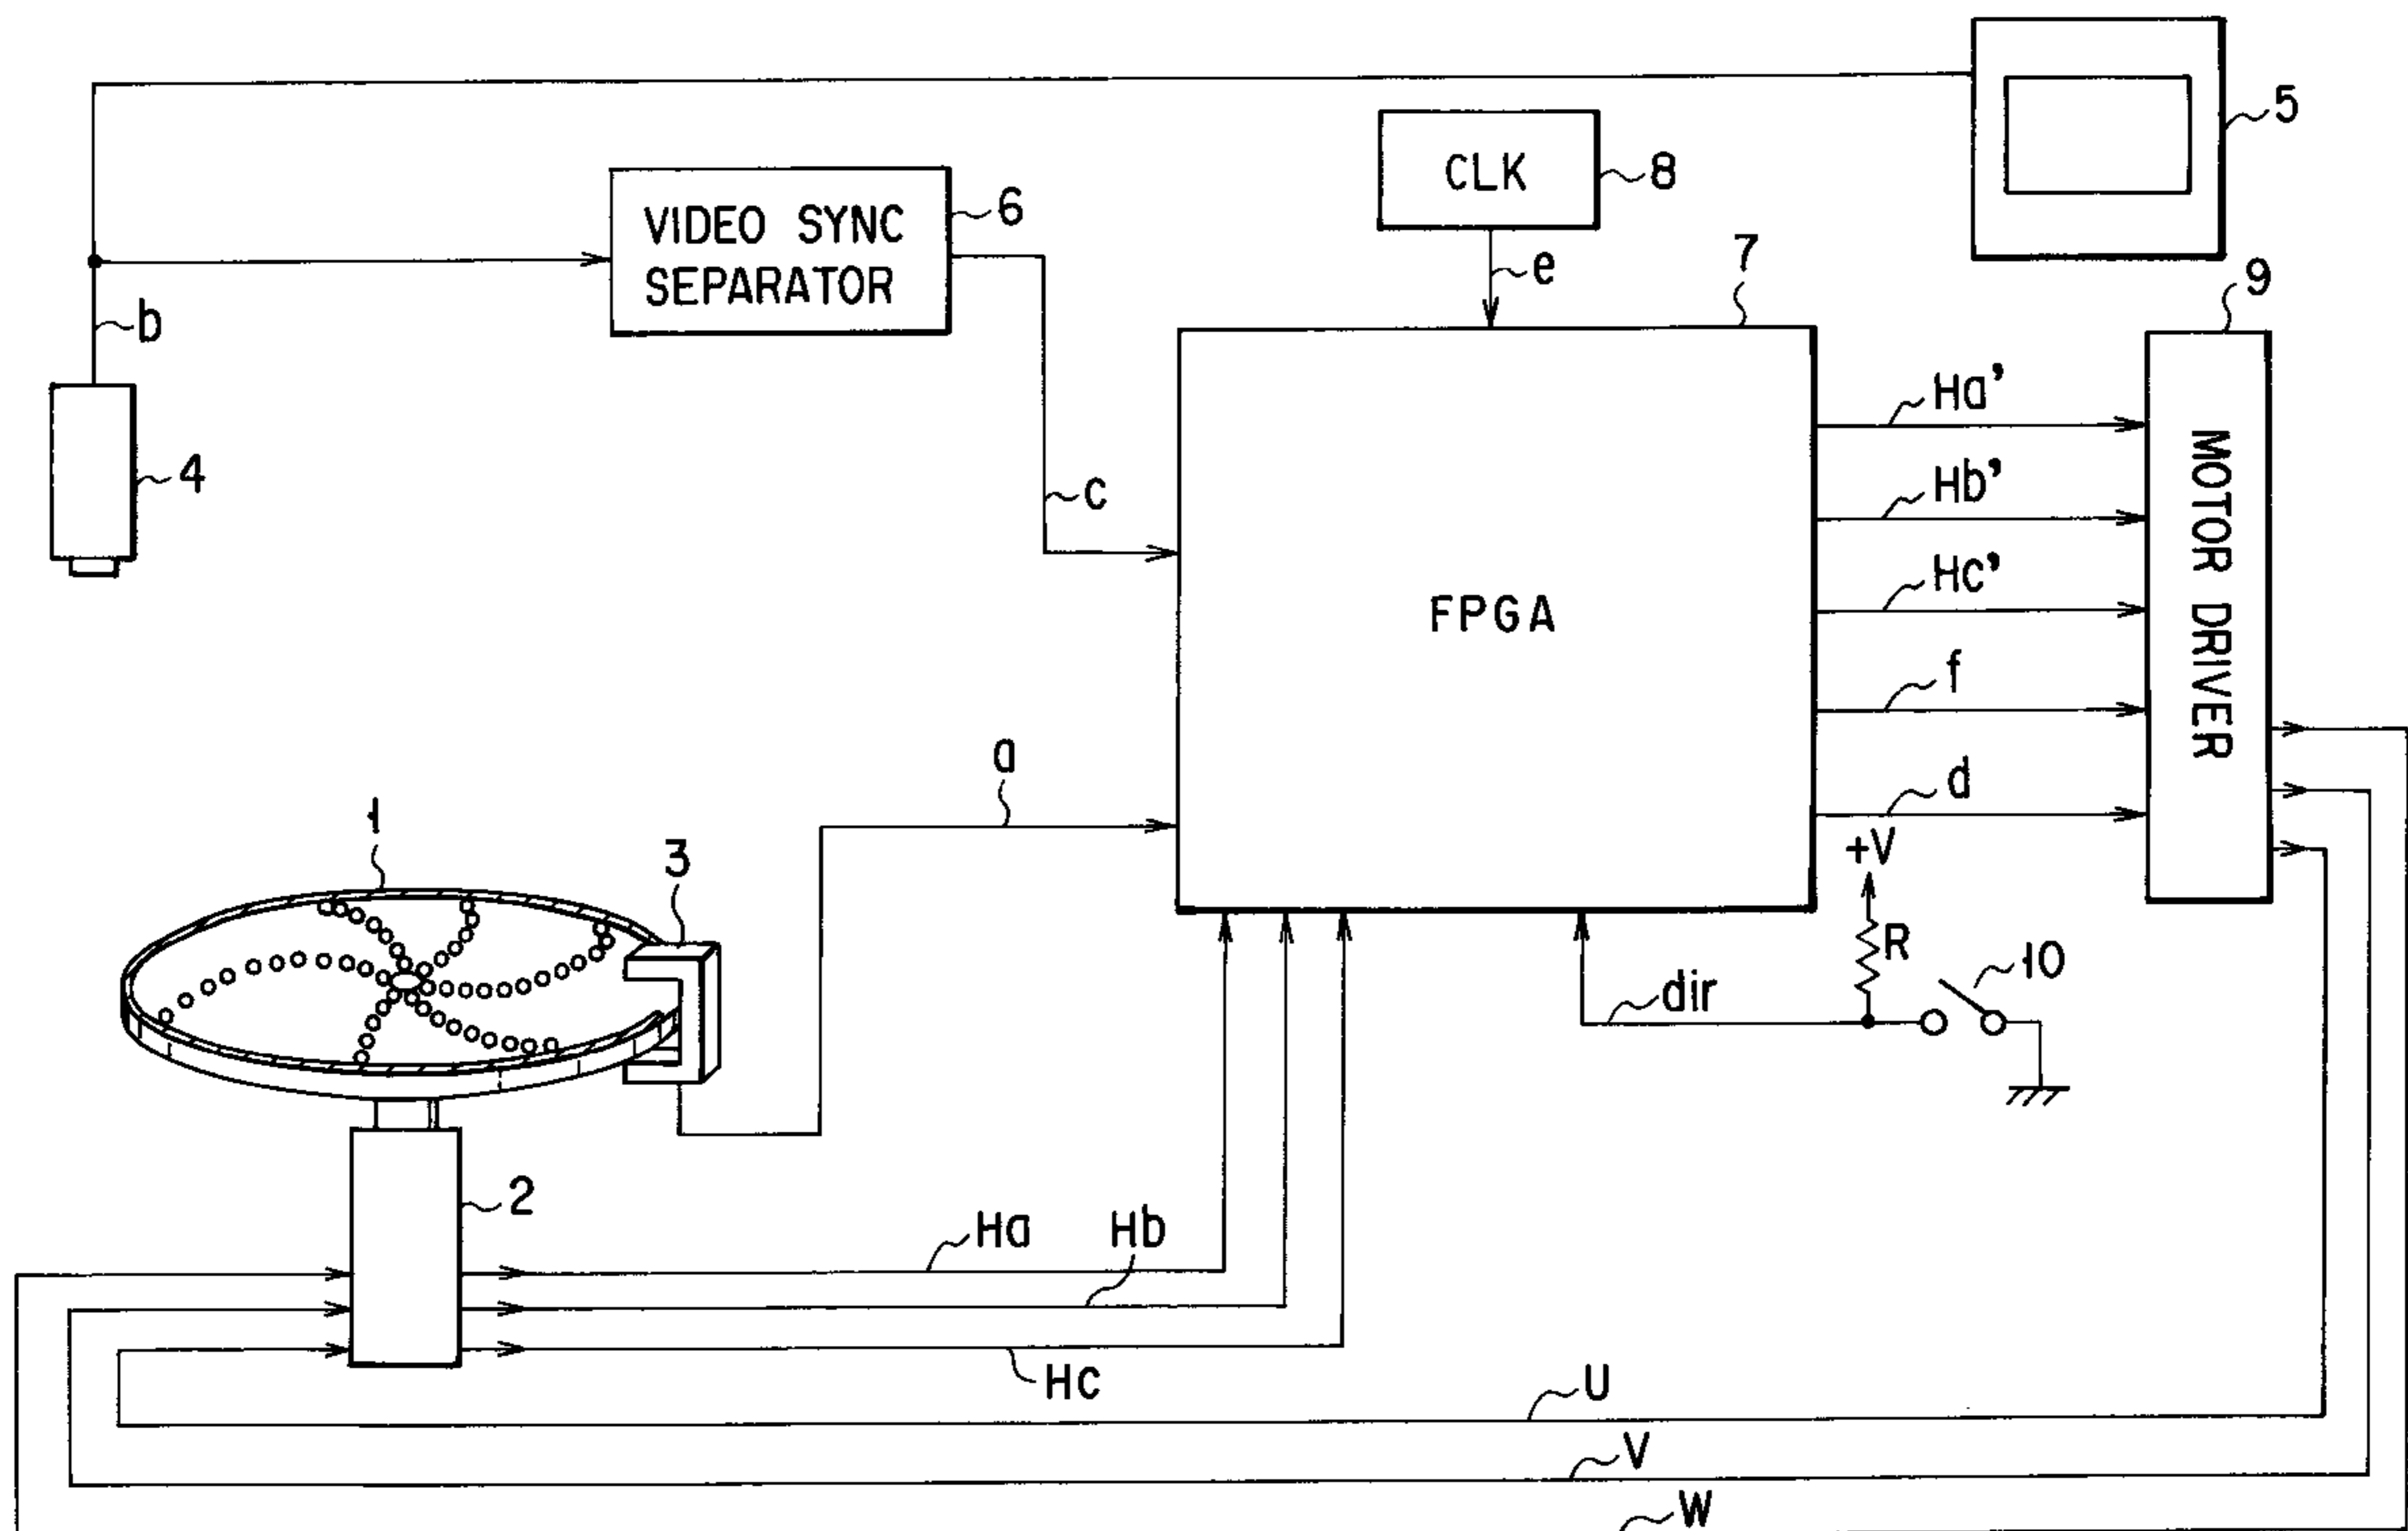 5
CLK
8
VIDEO SYNC
SEPARATOR
6
e
7
9
b
Ha’
4
Hb’
c
Hc’
FPGA
MOTOR DRIVER
f
a
d
1
3
+V
R
10
dir
2
Ha
Hb
Hc
U
V
W